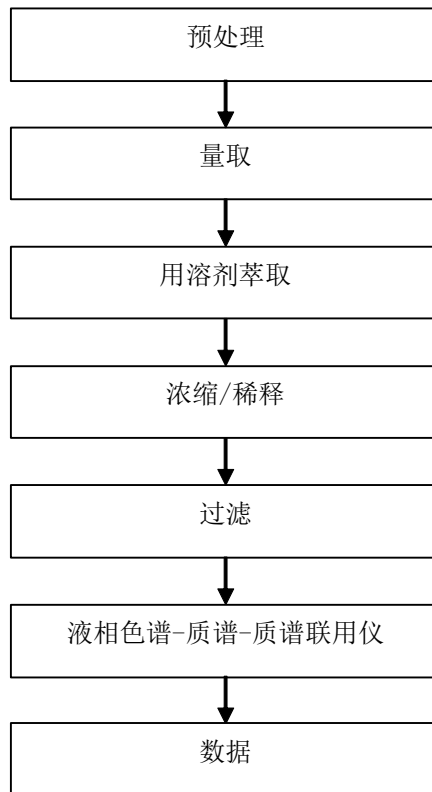 预处理
量取
用溶剂萃取
浓缩/稀释
过滤
液相色谱-质谱-质谱联用仪
数据